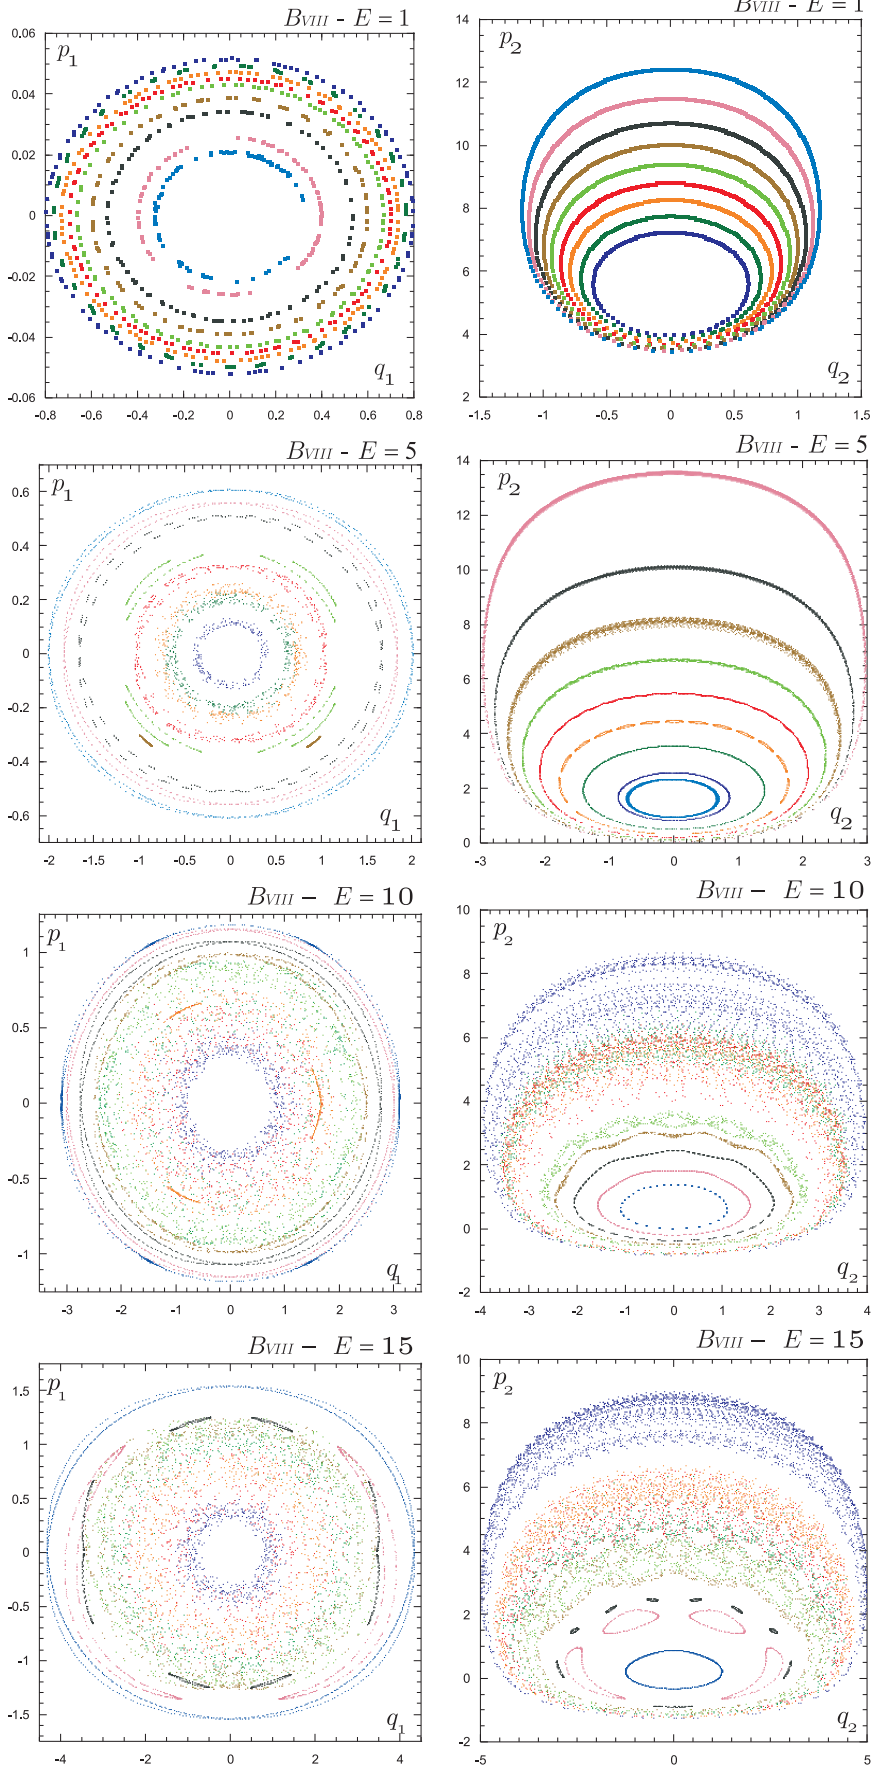 B_VIII - E = 1
p_1
0.06
0.04
0.02
0
-0.02
-0.04
-0.06
q_1
-0.8 -0.6 -0.4 -0.2 0 0.2 0.4 0.6 0.8
B_VIII - E = 1
p_2
14
12
10
8
6
4
2
q_2
-1.5 -1 -0.5 0 0.5 1 1.5
B_VIII - E = 5
p_1
0.6
0.4
0.2
0
-0.2
-0.4
-0.6
q_1
-2 -1.5 -1 -0.5 0 0.5 1 1.5 2
B_VIII - E = 5
p_2
14
12
10
8
6
4
2
0
q_2
-3 -2 -1 0 1 2 3
B_VIII - E = 10
p_1
1
0.5
0
-0.5
-1
q_1
-3 -2 -1 0 1 2 3
B_VIII - E = 10
p_2
10
8
6
4
2
0
-2
q_2
-4 -3 -2 -1 0 1 2 3 4
B_VIII - E = 15
p_1
1.5
1
0.5
0
-0.5
-1
-1.5
q_1
-4 -2 0 2 4
B_VIII - E = 15
p_2
10
8
6
4
2
0
-2
q_2
-5 0 5